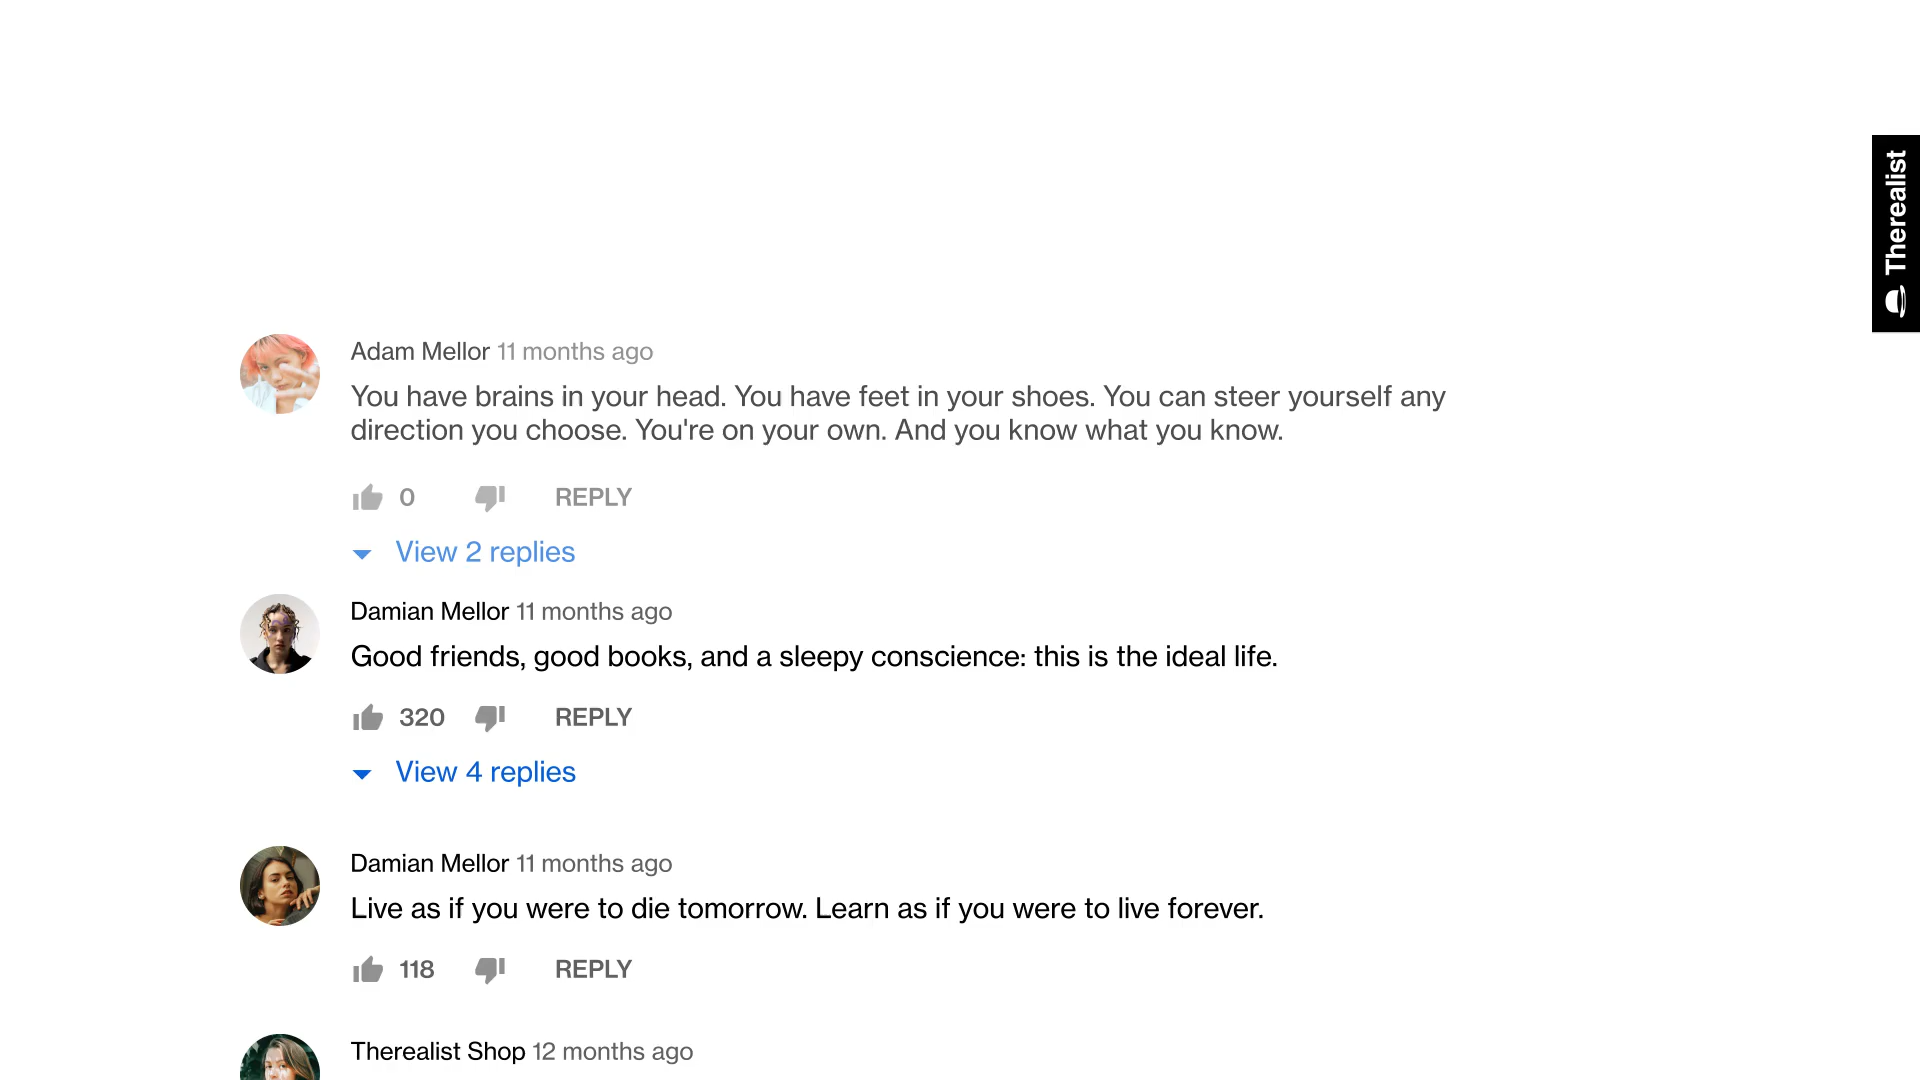 Therealist
Adam Mellor 11 months ago
You have brains in your head. You have feet in your shoes. You can steer yourself any
direction you choose. You're on your own. And you know what you know.
0 REPLY
View 2 replies
Damian Mellor 11 months ago
Good friends, good books, and a sleepy conscience: this is the ideal life.
320 REPLY
View 4 replies
Damian Mellor 11 months ago
Live as if you were to die tomorrow. Learn as if you were to live forever.
118 REPLY
Therealist Shop 12 months ago